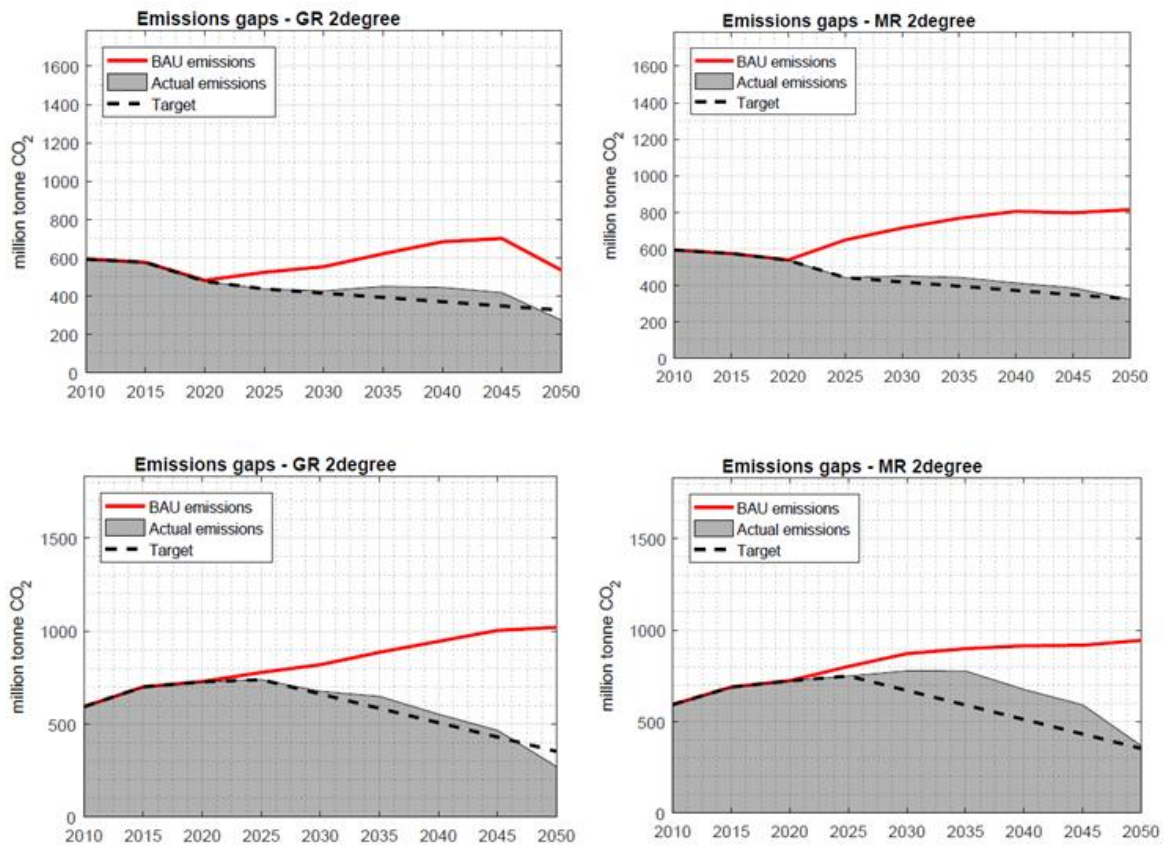 Emissions gaps - GR 2degree
BAU emissions
Actual emissions
Target
million tonne CO2
1600
1400
1200
1000
800
600
400
200
0
2010 2015 2020 2025 2030 2035 2040 2045 2050
Emissions gaps - MR 2degree
BAU emissions
Actual emissions
Target
million tonne CO2
1600
1400
1200
1000
800
600
400
200
0
2010 2015 2020 2025 2030 2035 2040 2045 2050
Emissions gaps - GR 2degree
BAU emissions
Actual emissions
Target
million tonne CO2
1500
1000
500
0
2010 2015 2020 2025 2030 2035 2040 2045 2050
Emissions gaps - MR 2degree
BAU emissions
Actual emissions
Target
million tonne CO2
1500
1000
500
0
2010 2015 2020 2025 2030 2035 2040 2045 2050